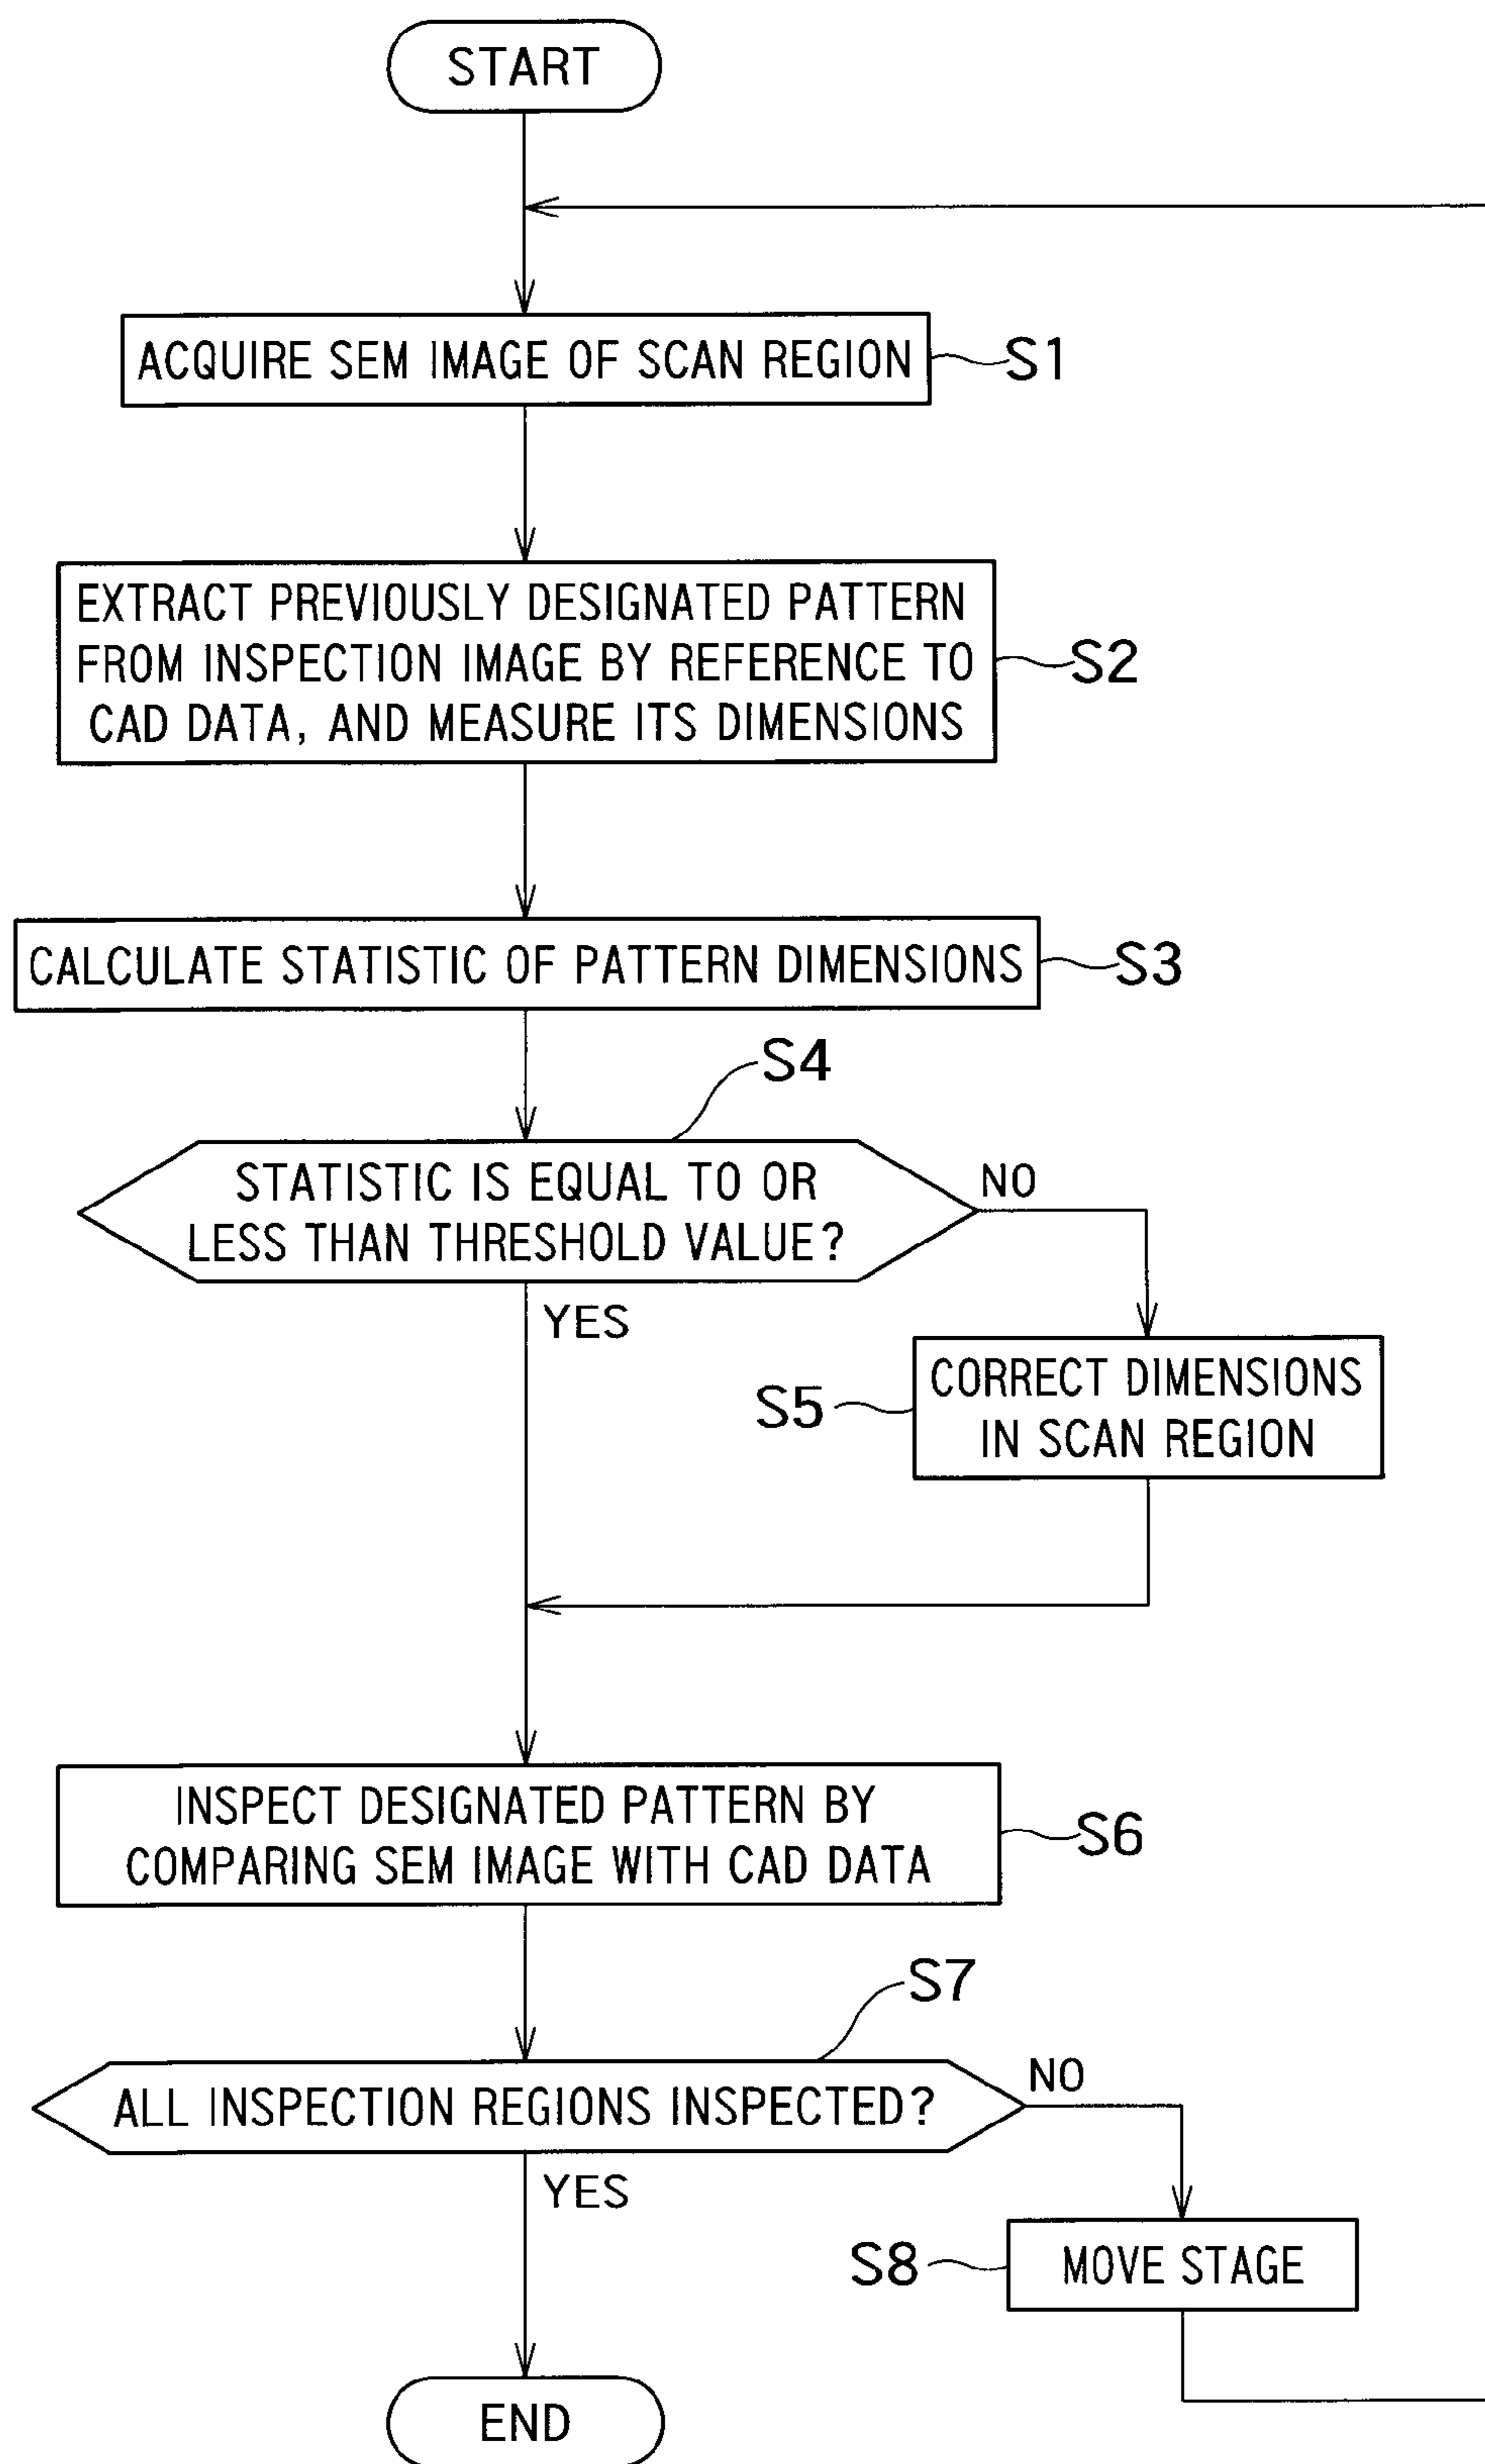 START
ACQUIRE SEM IMAGE OF SCAN REGION
S1
EXTRACT PREVIOUSLY DESIGNATED PATTERN
FROM INSPECTION IMAGE BY REFERENCE TO
CAD DATA, AND MEASURE ITS DIMENSIONS
S2
CALCULATE STATISTIC OF PATTERN DIMENSIONS
S3
S4
STATISTIC IS EQUAL TO OR
LESS THAN THRESHOLD VALUE?
NO
YES
CORRECT DIMENSIONS
IN SCAN REGION
S5
INSPECT DESIGNATED PATTERN BY
COMPARING SEM IMAGE WITH CAD DATA
S6
S7
ALL INSPECTION REGIONS INSPECTED?
NO
YES
S8
MOVE STAGE
END